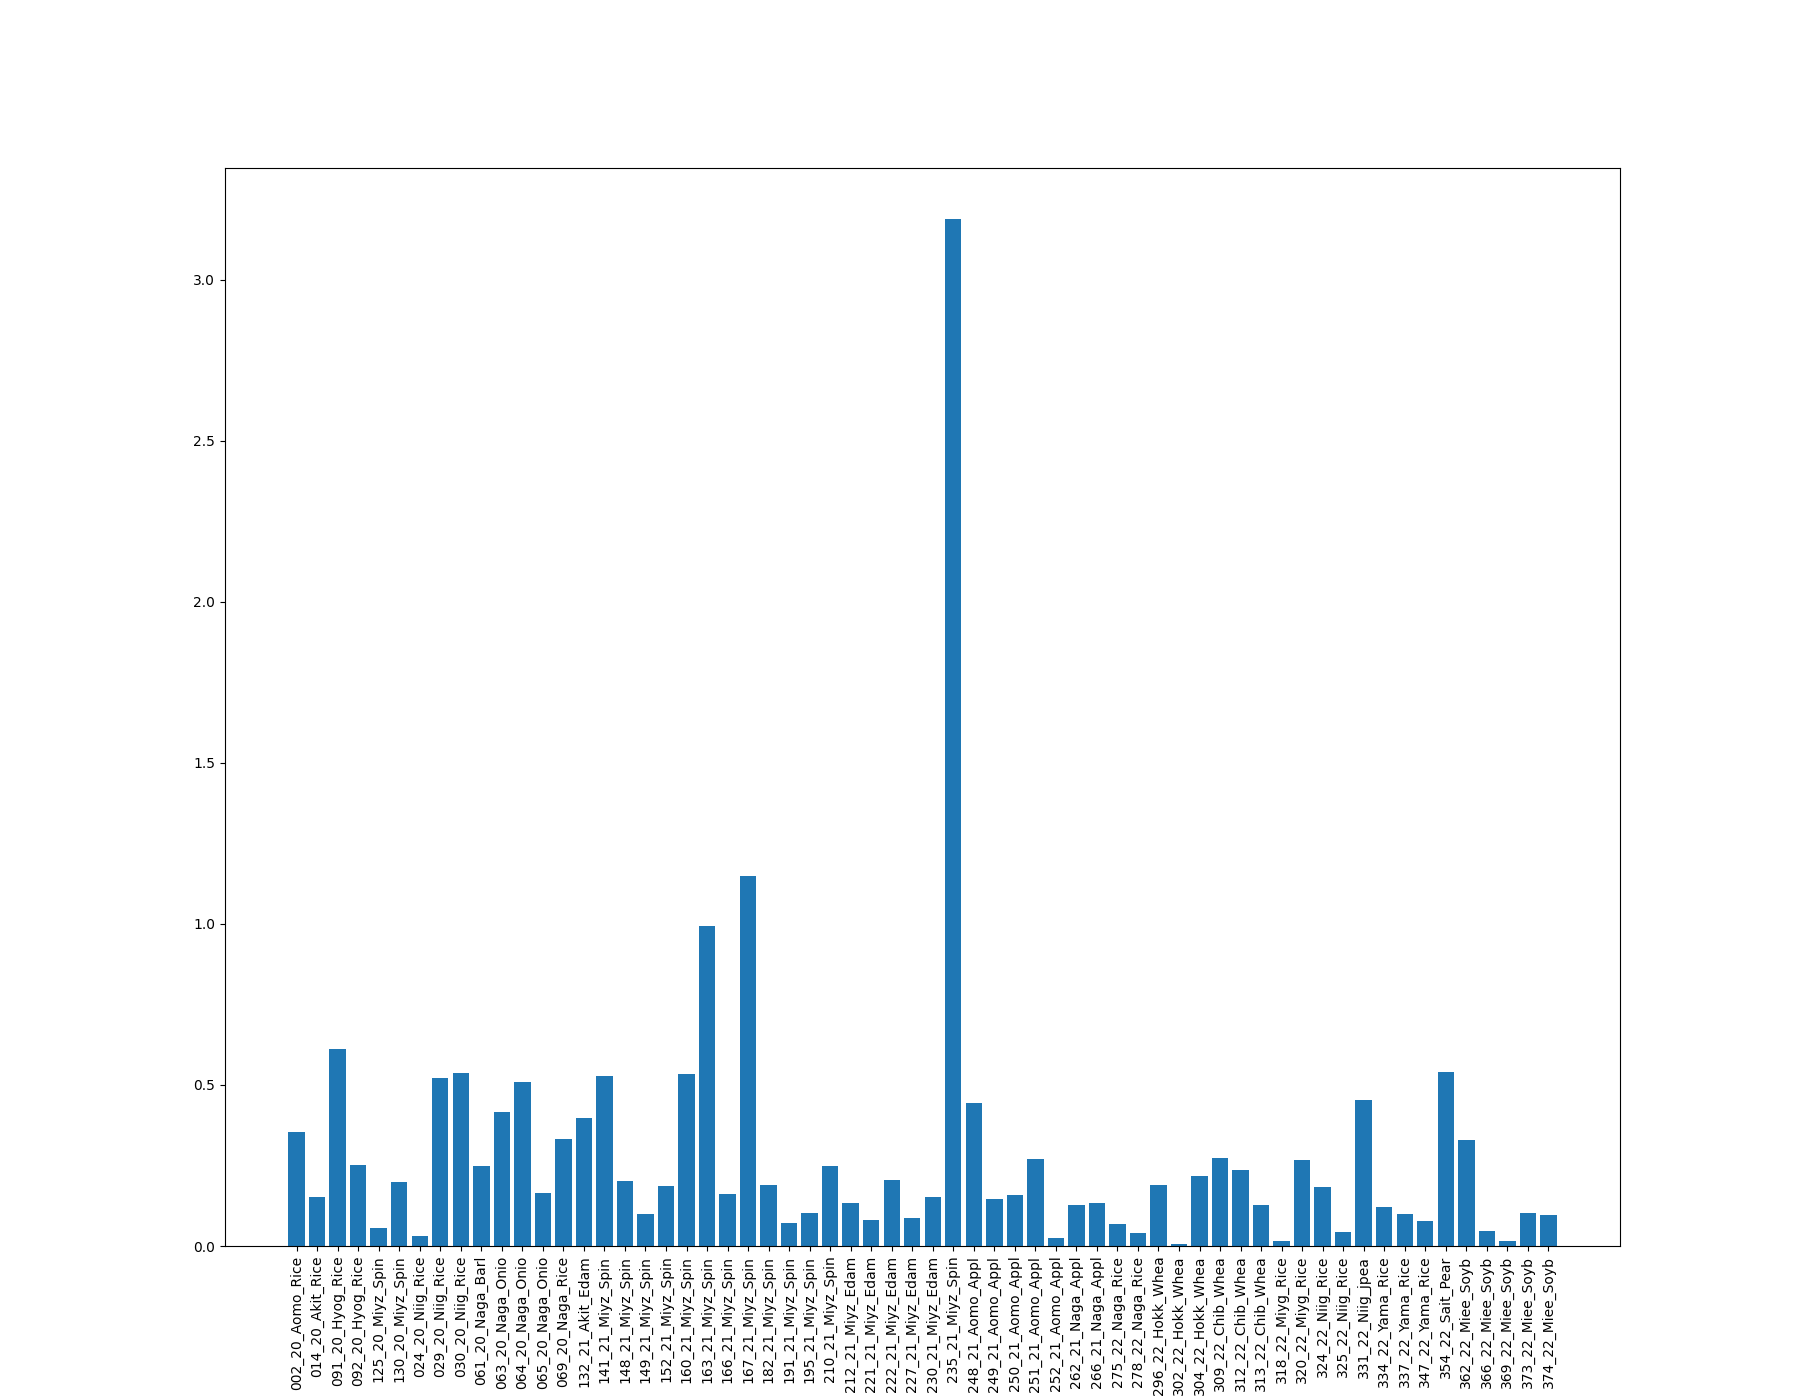 3.0
2.5
2.0
1.5
1.0
0.5
0.0
002_20_Aomo_Rice
014_20_Akit_Rice
091_20_Hyog_Rice
092_20_Hyog_Rice
125_20_Miyz_Spin
130_20_Miyz_Spin
024_20_Niig_Rice
029_20_Niig_Rice
030_20_Niig_Rice
061_20_Naga_Barl
063_20_Naga_Onio
064_20_Naga_Onio
065_20_Naga_Onio
069_20_Naga_Rice
132_21_Akit_Edam
141_21_Miyz_Spin
148_21_Miyz_Spin
149_21_Miyz_Spin
152_21_Miyz_Spin
160_21_Miyz_Spin
163_21_Miyz_Spin
166_21_Miyz_Spin
167_21_Miyz_Spin
182_21_Miyz_Spin
191_21_Miyz_Spin
195_21_Miyz_Spin
210_21_Miyz_Spin
212_21_Miyz_Edam
221_21_Miyz_Edam
222_21_Miyz_Edam
227_21_Miyz_Edam
230_21_Miyz_Edam
235_21_Miyz_Spin
248_21_Aomo_Appl
249_21_Aomo_Appl
250_21_Aomo_Appl
251_21_Aomo_Appl
252_21_Aomo_Appl
262_21_Naga_Appl
266_21_Naga_Appl
275_22_Naga_Rice
278_22_Naga_Rice
296_22_Hokk_Whea
302_22_Hokk_Whea
304_22_Hokk_Whea
309_22_Chib_Whea
312_22_Chib_Whea
313_22_Chib_Whea
318_22_Miyg_Rice
320_22_Miyg_Rice
324_22_Niig_Rice
325_22_Niig_Rice
331_22_Niig_jpea
334_22_Yama_Rice
337_22_Yama_Rice
347_22_Yama_Rice
354_22_Sait_Pear
362_22_Miee_Soyb
366_22_Miee_Soyb
369_22_Miee_Soyb
373_22_Miee_Soyb
374_22_Miee_Soyb